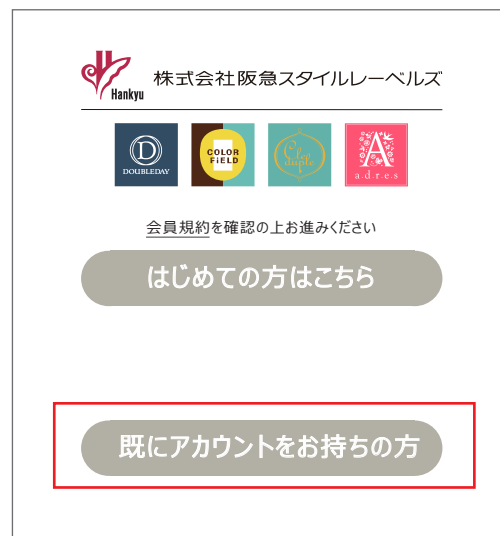 Hankyu
株式会社阪急スタイルレーベルズ
D
DOUBLEDAY
COLOR
FiELD
Couple
A
a.d.r.e.s
会員規約を確認の上お進みください
はじめての方はこちら
既にアカウントをお持ちの方